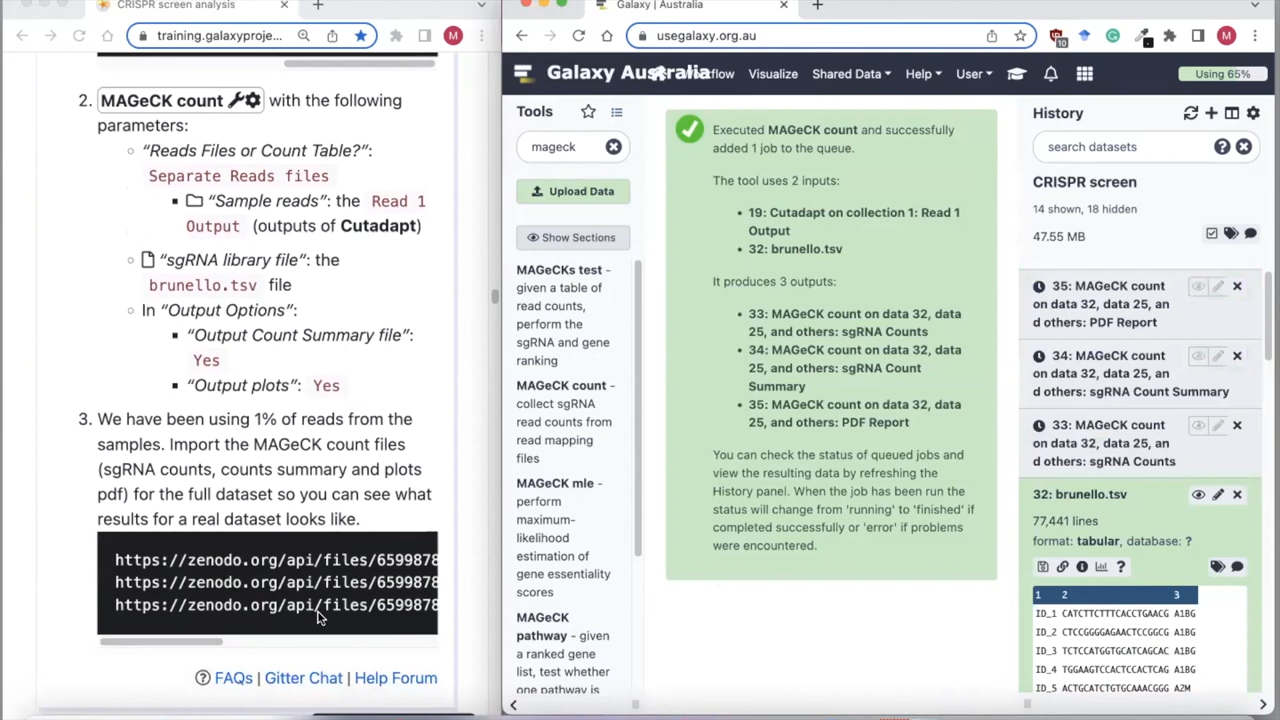 CRISPR screen analysis
training.galaxyproje...
M
2. MAGeCK count with the following
parameters:
"Reads Files or Count Table?":
Separate Reads files
"Sample reads": the Read 1
Output (outputs of Cutadapt)
"sgRNA library file": the
brunello.tsv file
In "Output Options":
"Output Count Summary file":
Yes
"Output plots": Yes
3. We have been using 1% of reads from the
samples. Import the MAGeCK count files
(sgRNA counts, counts summary and plots
pdf) for the full dataset so you can see what
results for a real dataset looks like.
https://zenodo.org/api/files/6599878
https://zenodo.org/api/files/6599878
https://zenodo.org/api/files/6599878
FAQs | Gitter Chat | Help Forum
Galaxy | Australia
usegalaxy.org.au
10
M
Galaxy Australia
Workflow Visualize Shared Data Help User
Using 65%
Tools
mageck
Upload Data
Show Sections
MAGeCKs test -
given a table of
read counts,
perform the
sgRNA and gene
ranking
MAGeCK count -
collect sgRNA
read counts from
read mapping
files
MAGeCK mle -
perform
maximum-
likelihood
estimation of
gene essentiality
scores
MAGeCK
pathway - given
a ranked gene
list, test whether
one pathway is
Executed MAGeCK count and successfully
added 1 job to the queue.
The tool uses 2 inputs:
• 19: Cutadapt on collection 1: Read 1
Output
• 32: brunello.tsv
It produces 3 outputs:
• 33: MAGeCK count on data 32, data
25, and others: sgRNA Counts
• 34: MAGeCK count on data 32, data
25, and others: sgRNA Count
Summary
• 35: MAGeCK count on data 32, data
25, and others: PDF Report
You can check the status of queued jobs and
view the resulting data by refreshing the
History panel. When the job has been run the
status will change from 'running' to 'finished' if
completed successfully or 'error' if problems
were encountered.
History
search datasets
CRISPR screen
14 shown, 18 hidden
47.55 MB
35: MAGeCK count
on data 32, data 25, an
d others: PDF Report
34: MAGeCK count
on data 32, data 25, an
d others: sgRNA Count Summary
33: MAGeCK count
on data 32, data 25, an
d others: sgRNA Counts
32: brunello.tsv
77,441 lines
format: tabular, database: ?
1 2 3
ID_1 CATCTTCTTTCACCTGAACG A1BG
ID_2 CTCCGGGGAGAACTCCGGCG A1BG
ID_3 TCTCCATGGTGCATCAGCAC A1BG
ID_4 TGGAAGTCCACTCCACTCAG A1BG
ID_5 ACTGCATCTGTGCAAACGGG A2M